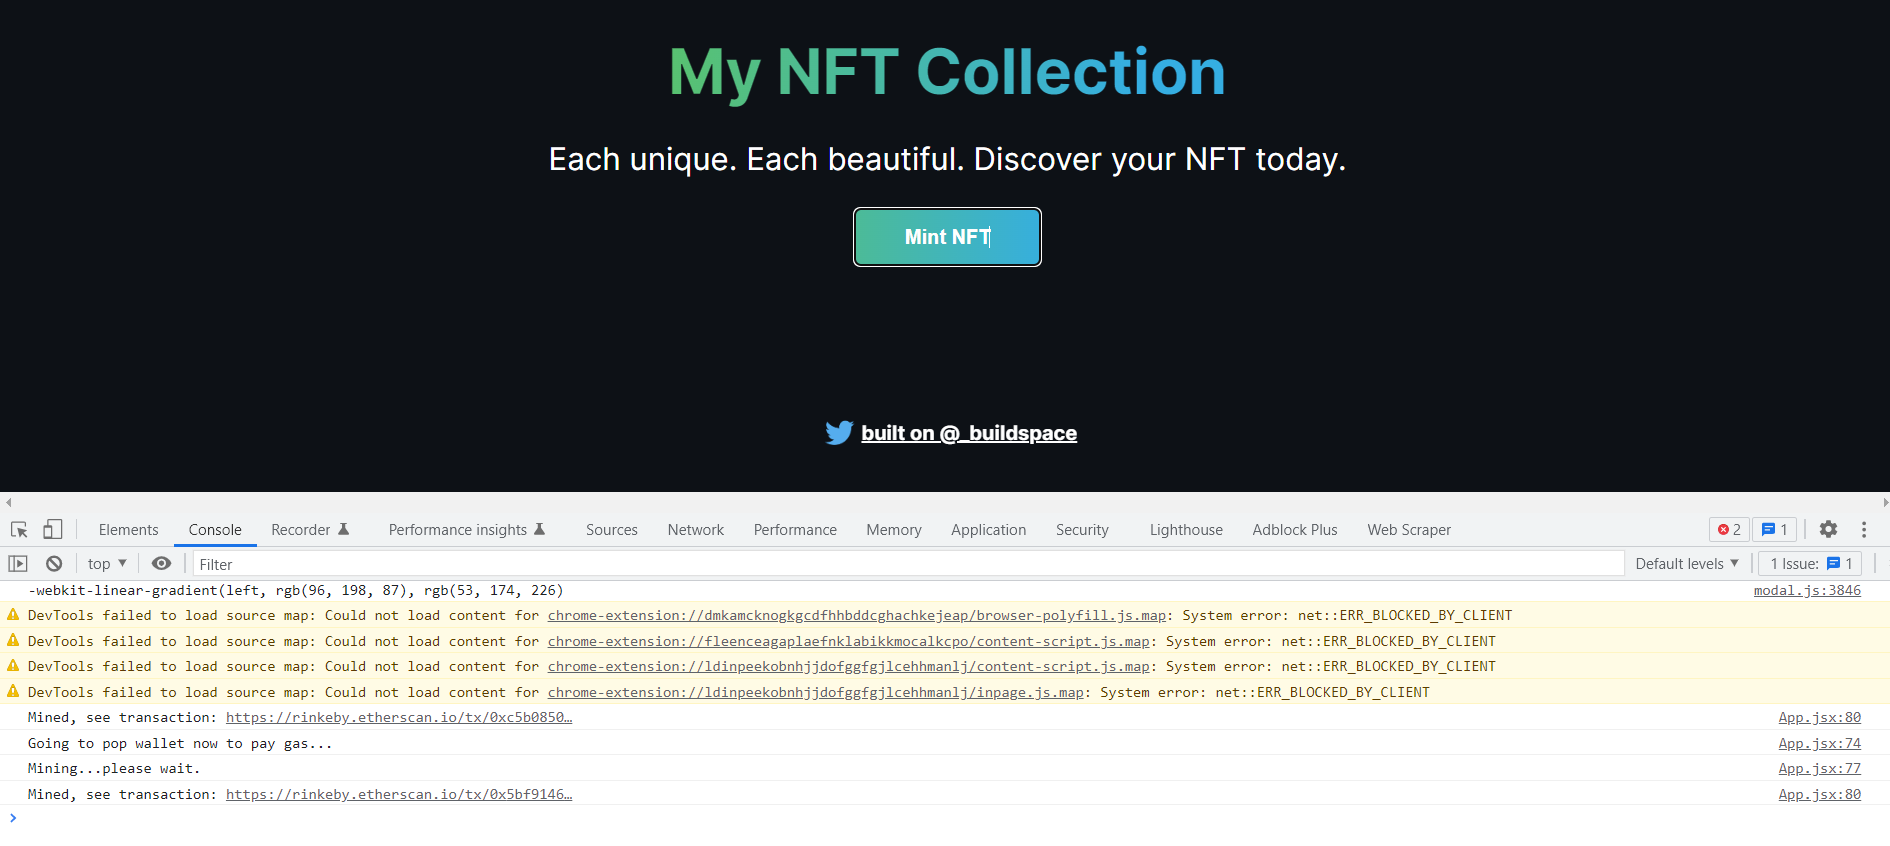 My NFT Collection
Each unique. Each beautiful. Discover your NFT today.
Mint NFT
built on @_buildspace
Elements Console Recorder Performance insights Sources Network Performance Memory Application Security Lighthouse Adblock Plus Web Scraper 2 1
top Filter Default levels 1 Issue: 1
-webkit-linear-gradient(left, rgb(96, 198, 87), rgb(53, 174, 226) modal.js:3846
DevTools failed to load source map: Could not load content for chrome-extension://dmkamcknogkgcdfhhbddcghachkejeap/browser-polyfill.js.map: System error: net::ERR_BLOCKED_BY_CLIENT
DevTools failed to load source map: Could not load content for chrome-extension://fleenceagaplaefnklabikkmocalkcpo/content-script.js.map: System error: net::ERR_BLOCKED_BY_CLIENT
DevTools failed to load source map: Could not load content for chrome-extension://ldinpeekobnhjjdofggfgjlcehhmanlj/content-script.js.map: System error: net::ERR_BLOCKED_BY_CLIENT
DevTools failed to load source map: Could not load content for chrome-extension://ldinpeekobnhjjdofggfgjlcehhmanlj/inpage.js.map: System error: net::ERR_BLOCKED_BY_CLIENT
Mined, see transaction: https://rinkeby.etherscan.io/tx/0xc5b0850… App.jsx:80
Going to pop wallet now to pay gas... App.jsx:74
Mining...please wait. App.jsx:77
Mined, see transaction: https://rinkeby.etherscan.io/tx/0x5bf9146… App.jsx:80